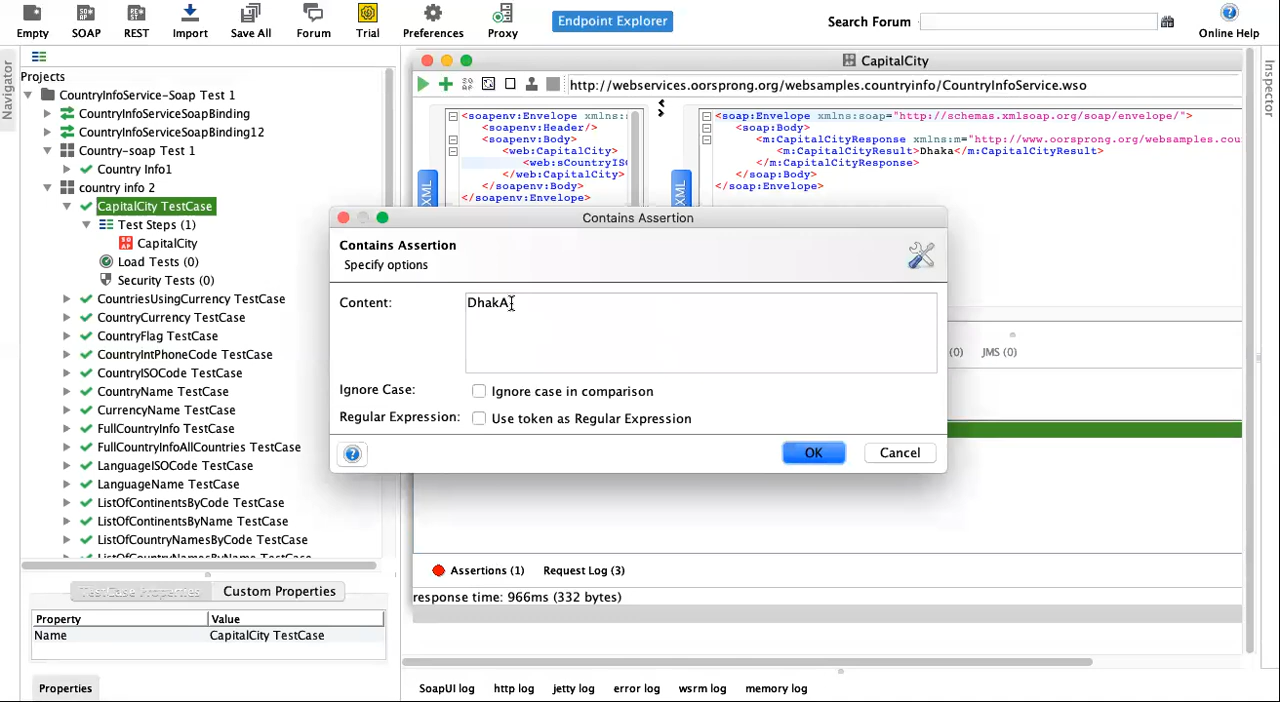 Empty SOAP REST Import Save All Forum Trial Preferences Proxy Endpoint Explorer Search Forum Online Help
Navigator
Projects
CountryInfoService-Soap Test 1
CountryInfoServiceSoapBinding
CountryInfoServiceSoapBinding12
Country-soap Test 1
Country Info1
country info 2
CapitalCity TestCase
Test Steps (1)
CapitalCity
Load Tests (0)
Security Tests (0)
CountriesUsingCurrency TestCase
CountryCurrency TestCase
CountryFlag TestCase
CountryIntPhoneCode TestCase
CountryISOCode TestCase
CountryName TestCase
CurrencyName TestCase
FullCountryInfo TestCase
FullCountryInfoAllCountries TestCase
LanguageISOCode TestCase
LanguageName TestCase
ListOfContinentsByCode TestCase
ListOfContinentsByName TestCase
ListOfCountryNamesByCode TestCase
ListOfCountryNamesByName TestCase
TestCase Properties Custom Properties
Property Value
Name CapitalCity TestCase
Properties
CapitalCity
http://webservices.oorsprong.org/websamples.countryinfo/CountryInfoService.wso
XML
<soapenv:Envelope xmlns:
<soapenv:Header/>
<soapenv:Body>
<web:CapitalCity>
<web:sCountryISO
</web:CapitalCity>
</soapenv:Body>
</soapenv:Envelope>
XML
<soap:Envelope xmlns:soap="http://schemas.xmlsoap.org/soap/envelope/">
<soap:Body>
<m:CapitalCityResponse xmlns:m="http://www.oorsprong.org/websamples.cou
<m:CapitalCityResult>Dhaka</m:CapitalCityResult>
</m:CapitalCityResponse>
</soap:Body>
</soap:Envelope>
Inspector
Contains Assertion
Contains Assertion
Specify options
Content: DhakA
Ignore Case: Ignore case in comparison
Regular Expression: Use token as Regular Expression
OK Cancel
(0) JMS (0)
Assertions (1) Request Log (3)
response time: 966ms (332 bytes)
SoapUI log http log jetty log error log wsrm log memory log